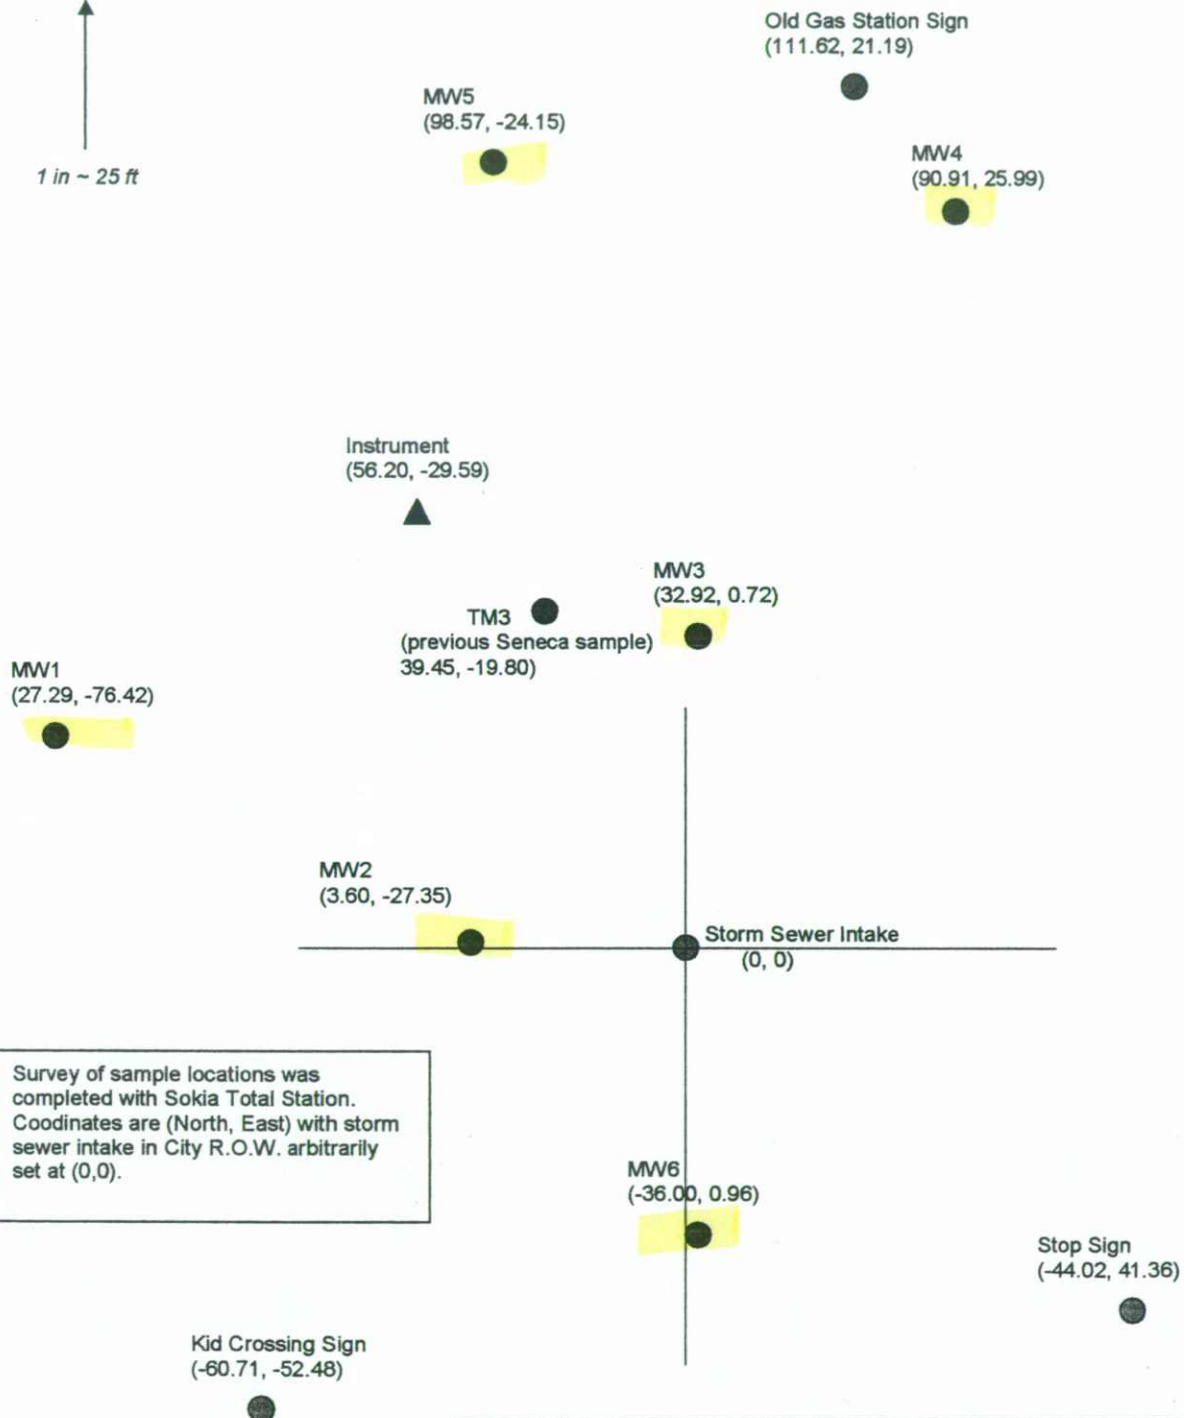 Old Gas Station Sign
(111.62, 21.19)
MW5
(98.57, -24.15)
MW4
(90.91, 25.99)
1 in ~ 25 ft
Instrument
(56.20, -29.59)
MW3
(32.92, 0.72)
TM3
(previous Seneca sample)
39.45, -19.80)
MW1
(27.29, -76.42)
MW2
(3.60, -27.35)
Storm Sewer Intake
(0, 0)
Survey of sample locations was
completed with Sokia Total Station.
Coodinates are (North, East) with storm
sewer intake in City R.O.W. arbitrarily
set at (0,0).
MW6
(-36.00, 0.96)
Stop Sign
(-44.02, 41.36)
Kid Crossing Sign
(-60.71, -52.48)